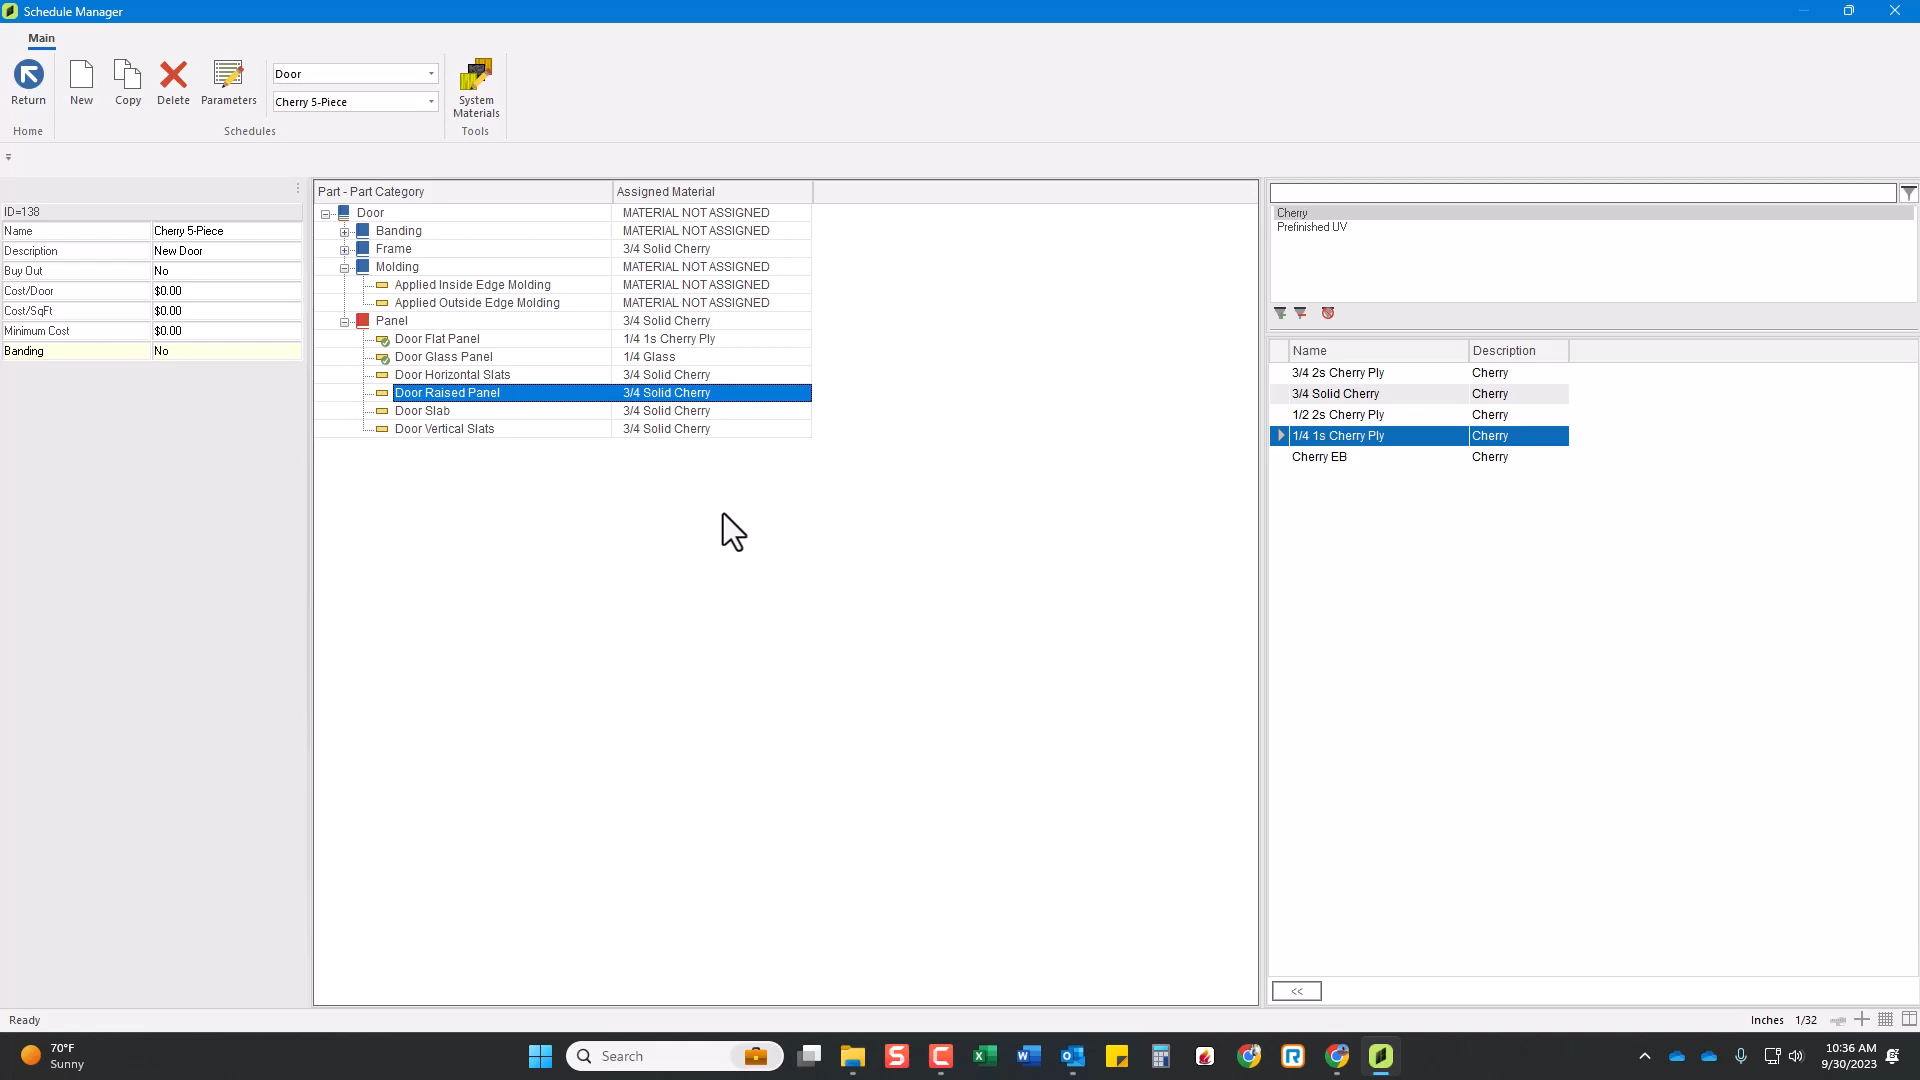 Schedule Manager
Main
Return
New
Copy
Delete
Parameters
Door
Cherry 5-Piece
System
Materials
Home
Schedules
Tools
ID=138
Name Cherry 5-Piece
Description New Door
Buy Out No
Cost/Door $0.00
Cost/SqFt $0.00
Minimum Cost $0.00
Banding No
Part - Part Category Assigned Material
Door MATERIAL NOT ASSIGNED
Banding MATERIAL NOT ASSIGNED
Frame 3/4 Solid Cherry
Molding MATERIAL NOT ASSIGNED
Applied Inside Edge Molding MATERIAL NOT ASSIGNED
Applied Outside Edge Molding MATERIAL NOT ASSIGNED
Panel 3/4 Solid Cherry
Door Flat Panel 1/4 1s Cherry Ply
Door Glass Panel 1/4 Glass
Door Horizontal Slats 3/4 Solid Cherry
Door Raised Panel 3/4 Solid Cherry
Door Slab 3/4 Solid Cherry
Door Vertical Slats 3/4 Solid Cherry
Cherry
Prefinished UV
Name Description
3/4 2s Cherry Ply Cherry
3/4 Solid Cherry Cherry
1/2 2s Cherry Ply Cherry
1/4 1s Cherry Ply Cherry
Cherry EB Cherry
<<
Ready
Inches 1/32
70°F
Sunny
Search
10:36 AM
9/30/2023